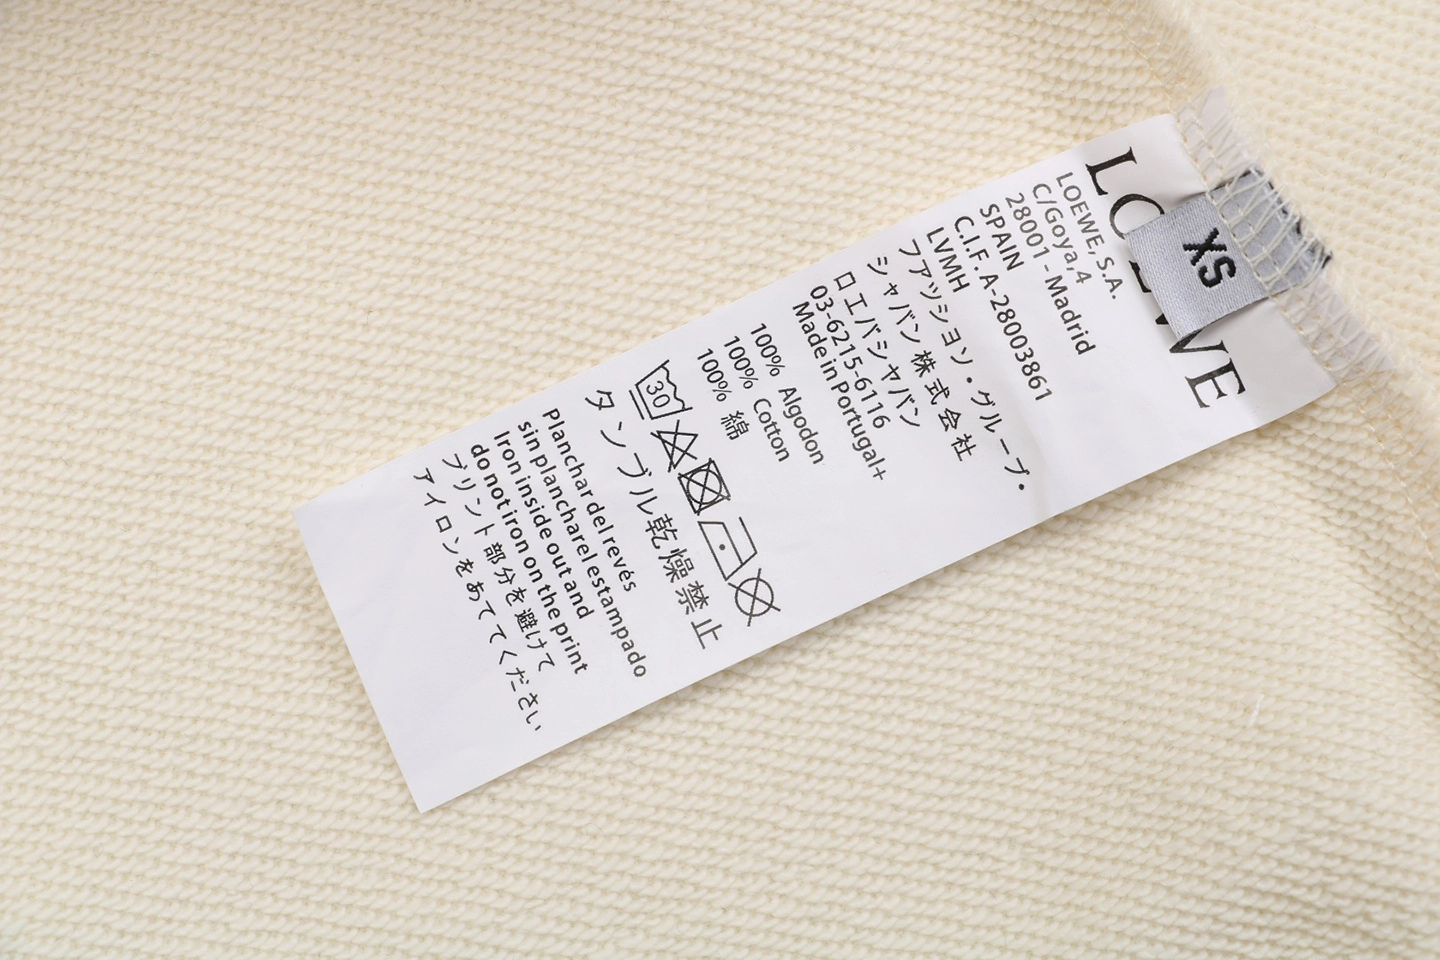 LOEWE
XS
LOEWE, S.A.
C/Goya,4
28001 - Madrid
SPAIN
C.I.F. A-28003861
LVMH
ファッション・グループ・
シャパン株式会社
ロエバシャパン
03-6215-6116
Made in Portugal+
100% Algodon
100% Cotton
100% 綿
30
タンブル乾燥禁止
Planchar del revés
sin planchar el estampado
Iron inside out and
do not iron on the print
プリント部分を避けて
アイロンをあててください